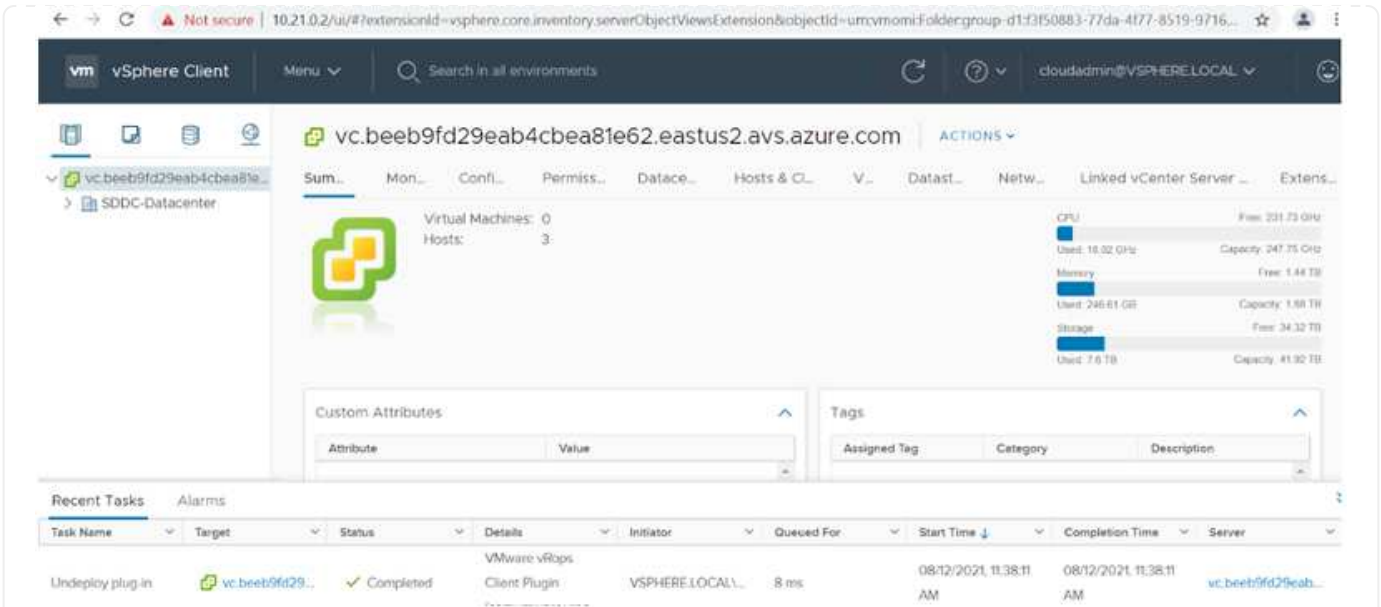 Not secure | 10.21.0.2/ui/#?extensionId=vsphere.core.inventory.serverObjectViewsExtension&objectId=urn:vmomi:Folder:group-d1:f3f50883-77da-4f77-8519-9716...
vm vSphere Client Menu Search in all environments cloudadmin@VSPHERE.LOCAL
vc.beeb9fd29eab4cbea81e62.eastus2.avs.azure.com ACTIONS
vc.beeb9fd29eab4cbea81e...
SDDC-Datacenter
Sum... Mon... Confi... Permiss... Datace... Hosts & Cl... V... Datast... Netw... Linked vCenter Server ... Extens...
Virtual Machines: 0
Hosts: 3
CPU Free: 231.73 GHz
Used: 16.02 GHz Capacity: 247.75 GHz
Memory Free: 1.44 TB
Used: 246.61 GB Capacity: 1.68 TB
Storage Free: 34.32 TB
Used: 7.6 TB Capacity: 41.92 TB
Custom Attributes
Attribute Value
Tags
Assigned Tag Category Description
Recent Tasks Alarms
Task Name Target Status Details Initiator Queued For Start Time Completion Time Server
Undeploy plug-in vc.beeb9fd29... Completed VMware vRops Client Plugin VSPHERE.LOCAL\... 8 ms 08/12/2021, 11:38:11 AM 08/12/2021, 11:38:11 AM vc.beeb9fd29eab...